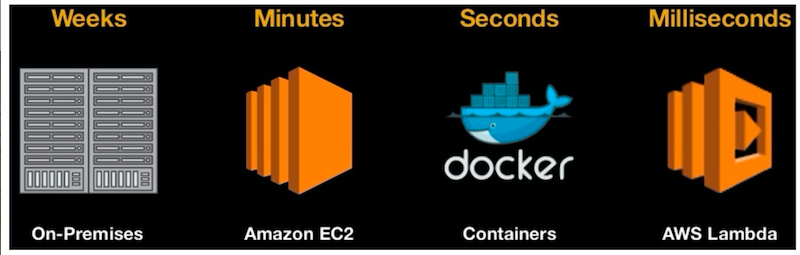 Weeks
Minutes
Seconds
Milliseconds
docker
On-Premises
Amazon EC2
Containers
AWS Lambda